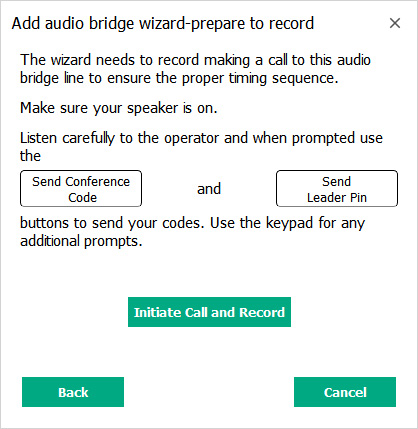 Add audio bridge wizard-prepare to record
The wizard needs to record making a call to this audio
bridge line to ensure the proper timing sequence.
Make sure your speaker is on.
Listen carefully to the operator and when prompted use
the
Send Conference
Code
and
Send
Leader Pin
buttons to send your codes. Use the keypad for any
additional prompts.
Initiate Call and Record
Back
Cancel